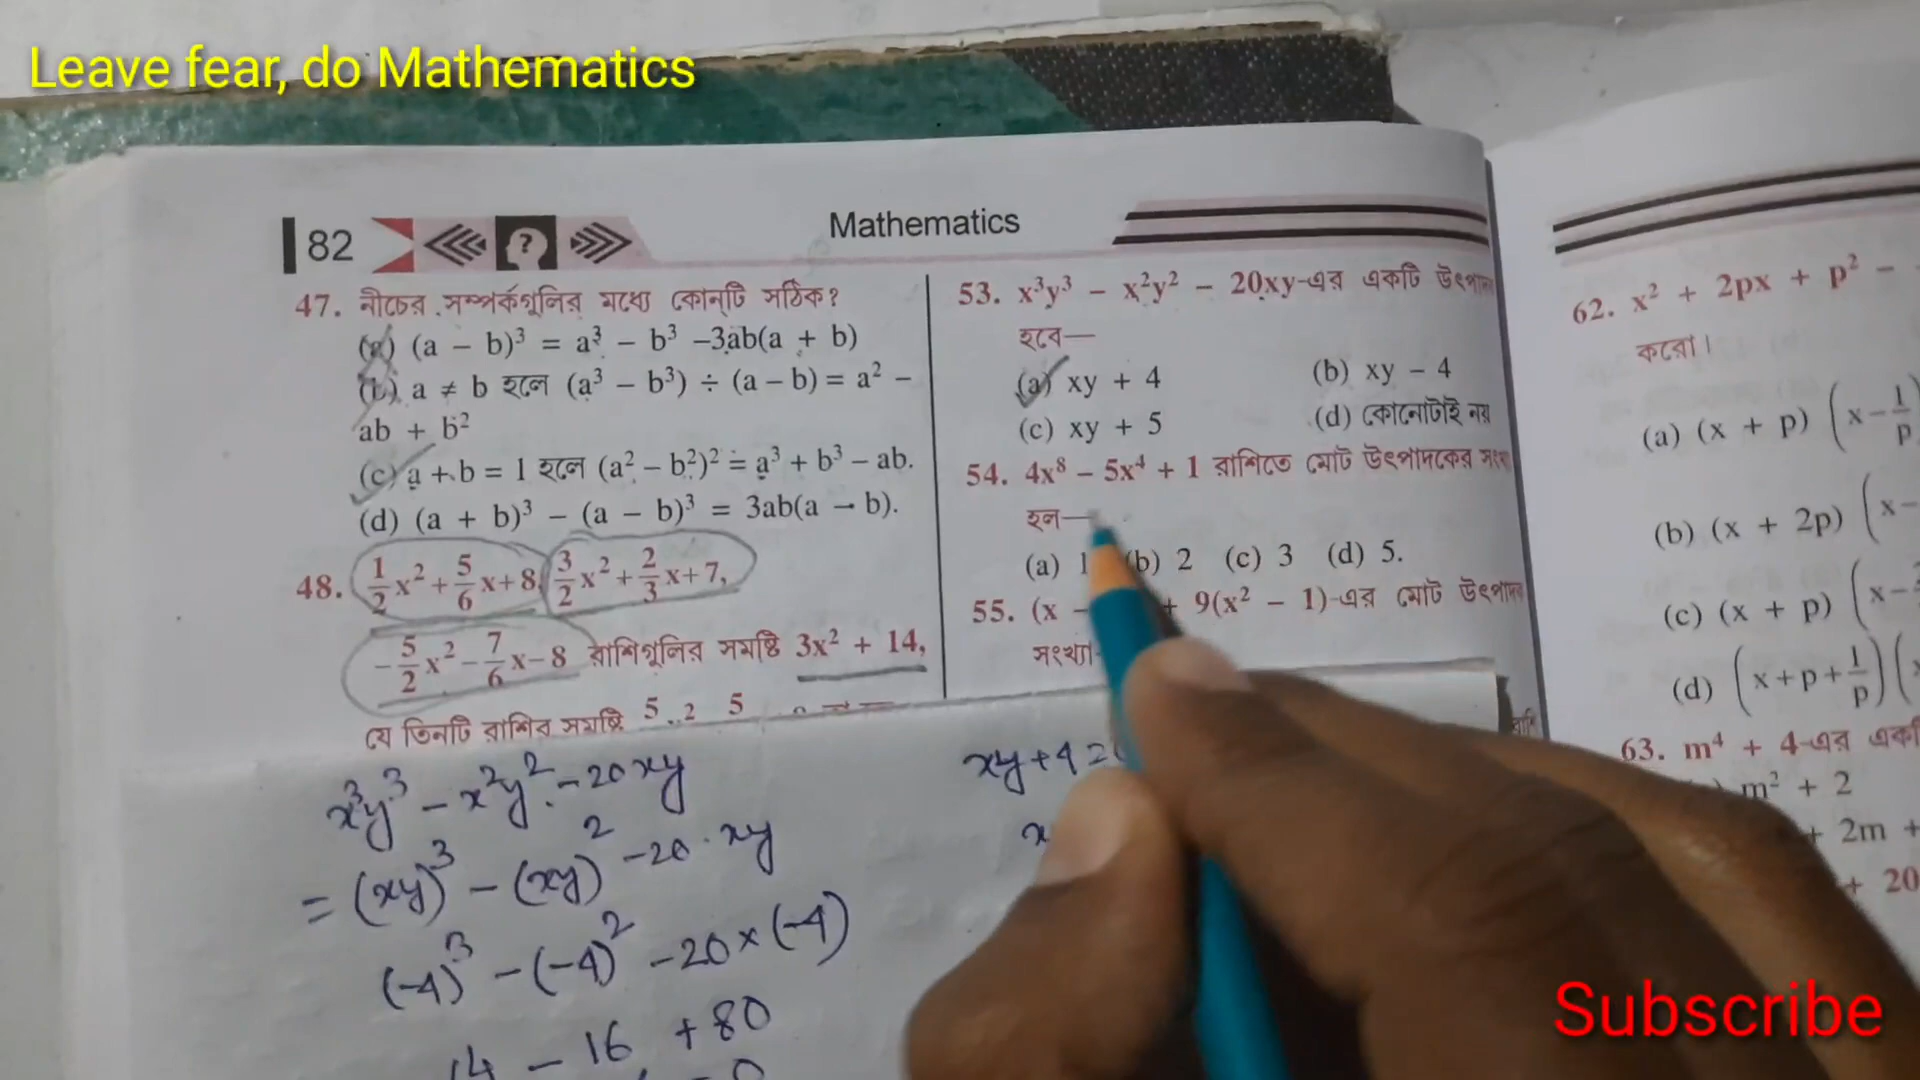 Leave fear, do Mathematics
82
Mathematics
47. নীচের সম্পর্কগুলির মধ্যে কোন্‌টি সঠিক?
(a) (a − b)³ = a³ − b³ −3ab(a + b)
(b) a ≠ b হলে (a³ − b³) ÷ (a − b) = a² −
ab + b²
(c) a + b = 1 হলে (a² − b²)² = a³ + b³ − ab.
(d) (a + b)³ − (a − b)³ = 3ab(a − b).
48. 1/2x² + 5/6x+8, 3/2x² + 2/3x+7,
−5/2x² − 7/6x−8 রাশিগুলির সমষ্টি 3x² + 14,
যে তিনটি রাশির সমষ্টি 5 2 5
53. x³y³ − x²y² − 20xy-এর একটি
হবে—
(a) xy + 4 (b) xy − 4
(c) xy + 5 (d) কোনোটাই নয়
54. 4x⁸ − 5x⁴ + 1 রাশিতে মোট উৎপাদকের
হল—
(a) 1 (b) 2 (c) 3 (d) 5.
55. (x − + 9(x² − 1)-এর মোট
সংখ্যা
62. x² + 2px + p² −
করো।
(a) (x + p) (x − 1/p
(b) (x + 2p) (x −
(c) (x + p) (x −
(d) (x+p+1/p)(
63. m⁴ + 4-এর
m² + 2
+ 2m +
+ 20
x³y³ − x²y² − 20xy
= (xy)³ − (xy)² − 20 · xy
(−4)³ − (−4)² − 20 × (−4)
4 − 16 + 80
xy + 4 =
x
Subscribe